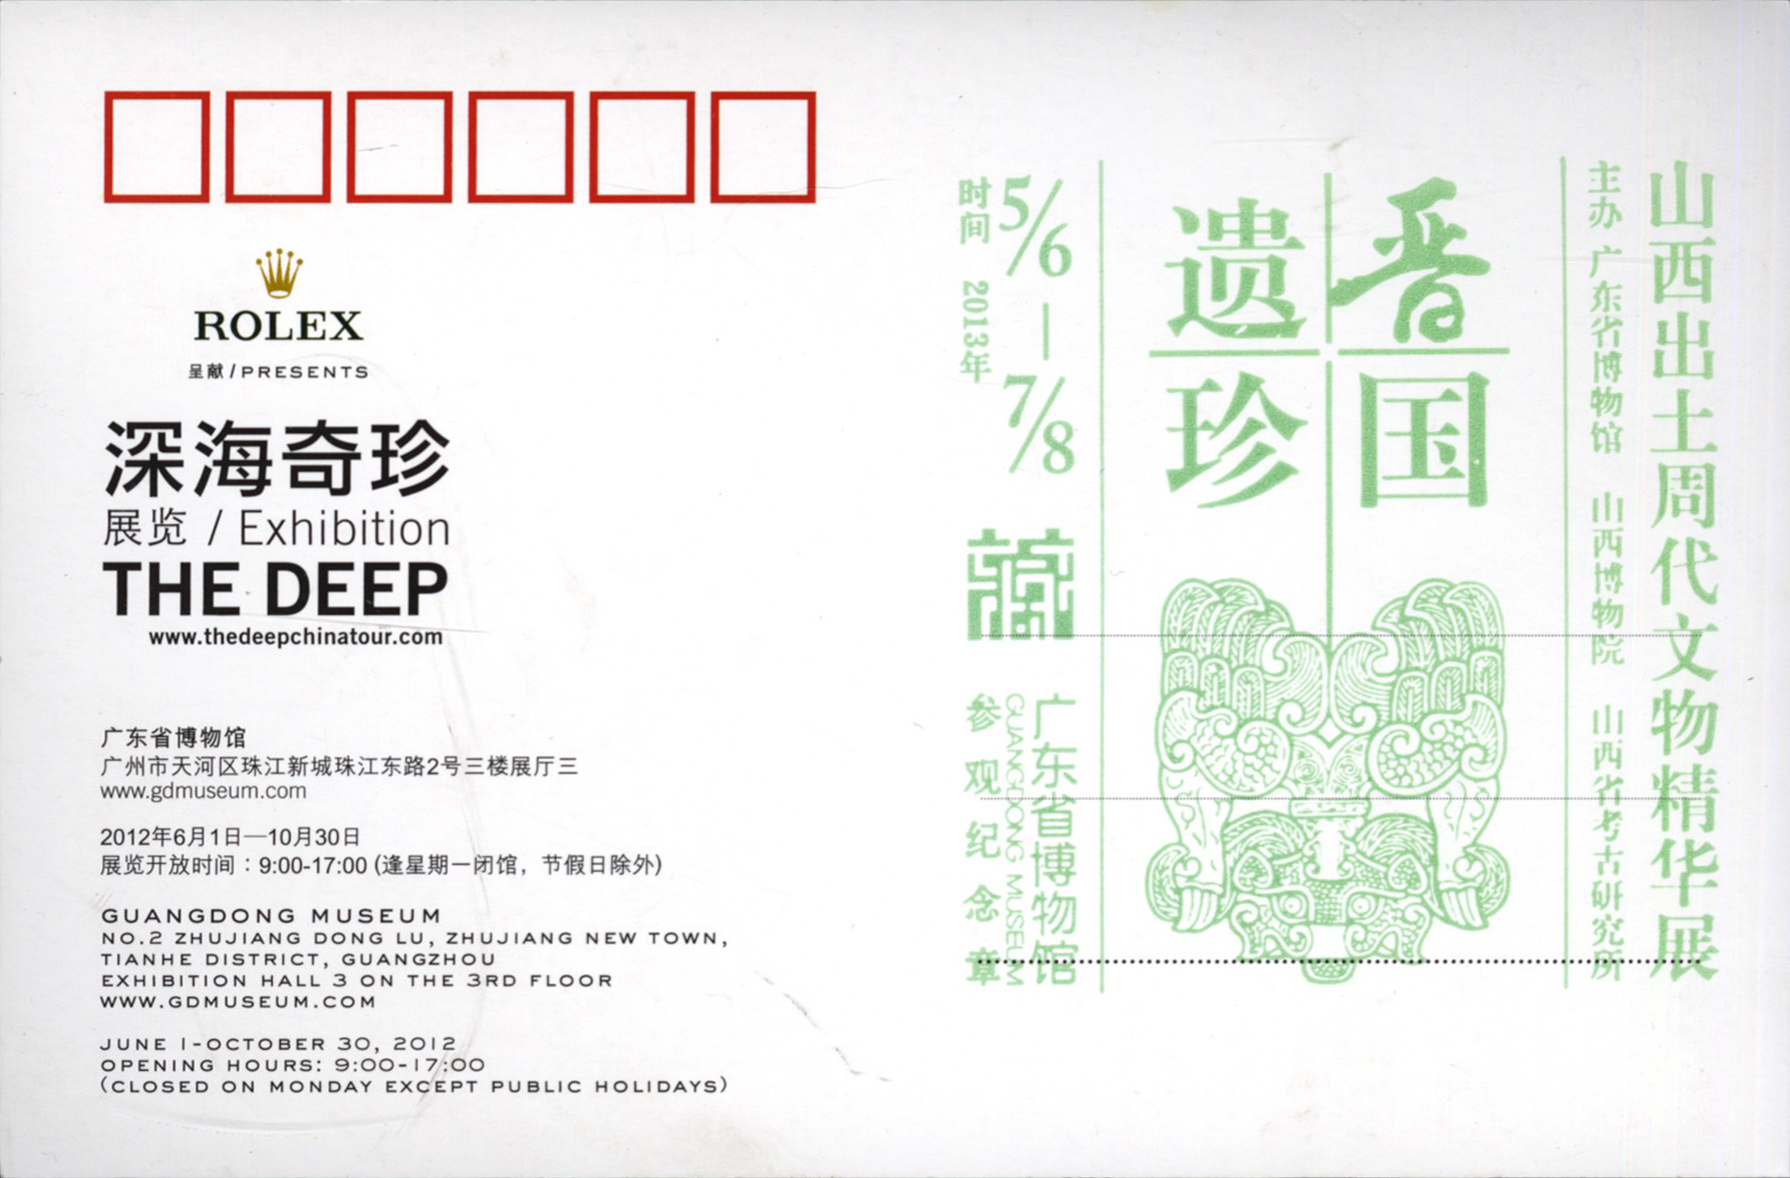 ROLEX
呈献/PRESENTS
深海奇珍
展览 / Exhibition
THE DEEP
www.thedeepchinatour.com
广东省博物馆
广州市天河区珠江新城珠江东路2号三楼展厅三
www.gdmuseum.com
2012年6月1日—10月30日
展览开放时间：9:00-17:00 (逢星期一闭馆，节假日除外)
GUANGDONG MUSEUM
NO.2 ZHUJIANG DONG LU, ZHUJIANG NEW TOWN,
TIANHE DISTRICT, GUANGZHOU
EXHIBITION HALL 3 ON THE 3RD FLOOR
WWW.GDMUSEUM.COM
JUNE 1-OCTOBER 30, 2012
OPENING HOURS: 9:00-17:00
(CLOSED ON MONDAY EXCEPT PUBLIC HOLIDAYS)
山西出土周代文物精华展
主办 广东省博物馆 山西博物院 山西省考古研究所
晋国
遗珍
5/6—7/8
时间 2013年
广东省博物馆
GUANGDONG MUSEUM
参观纪念章